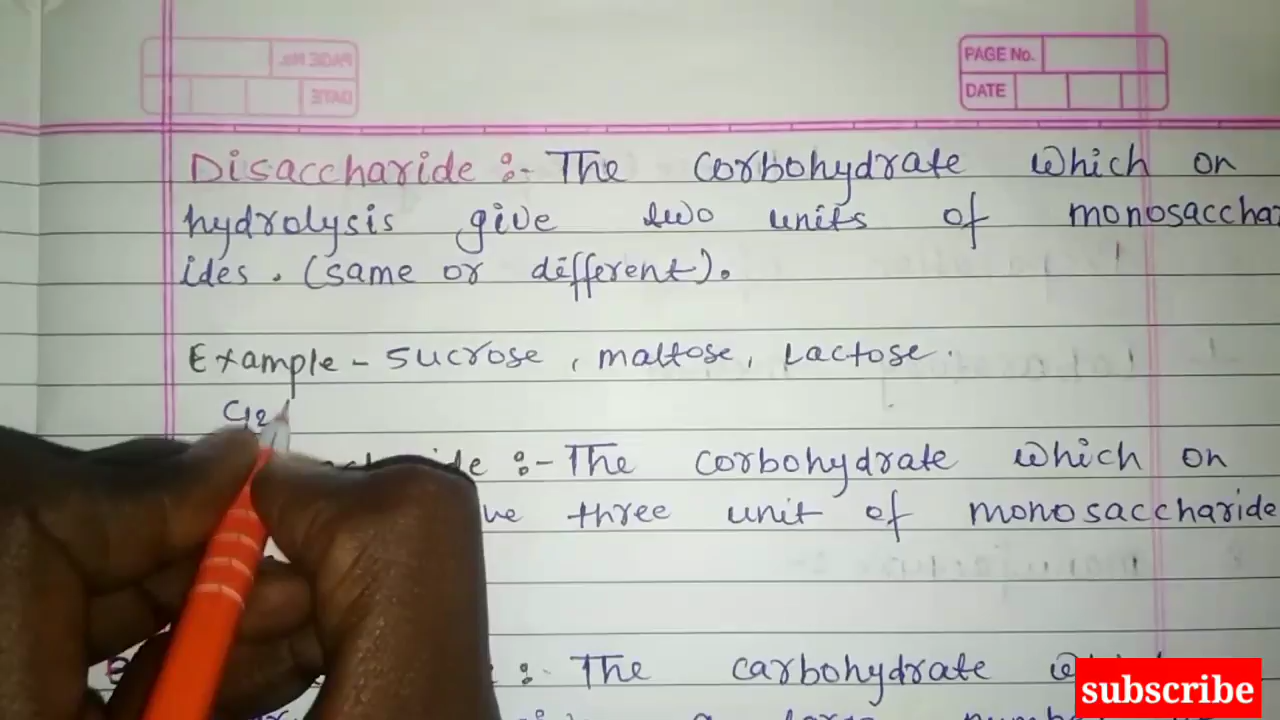 PAGE No.
DATE
Disaccharide :- The Corbohydrate which on
hydrolysis give two units of monosacchar
ides. (same or different).
Example - Sucrose, maltose, Lactose.
C12
:- The Corbohydrate which on
three unit of monosaccharide
:- The carbohydrate
subscribe